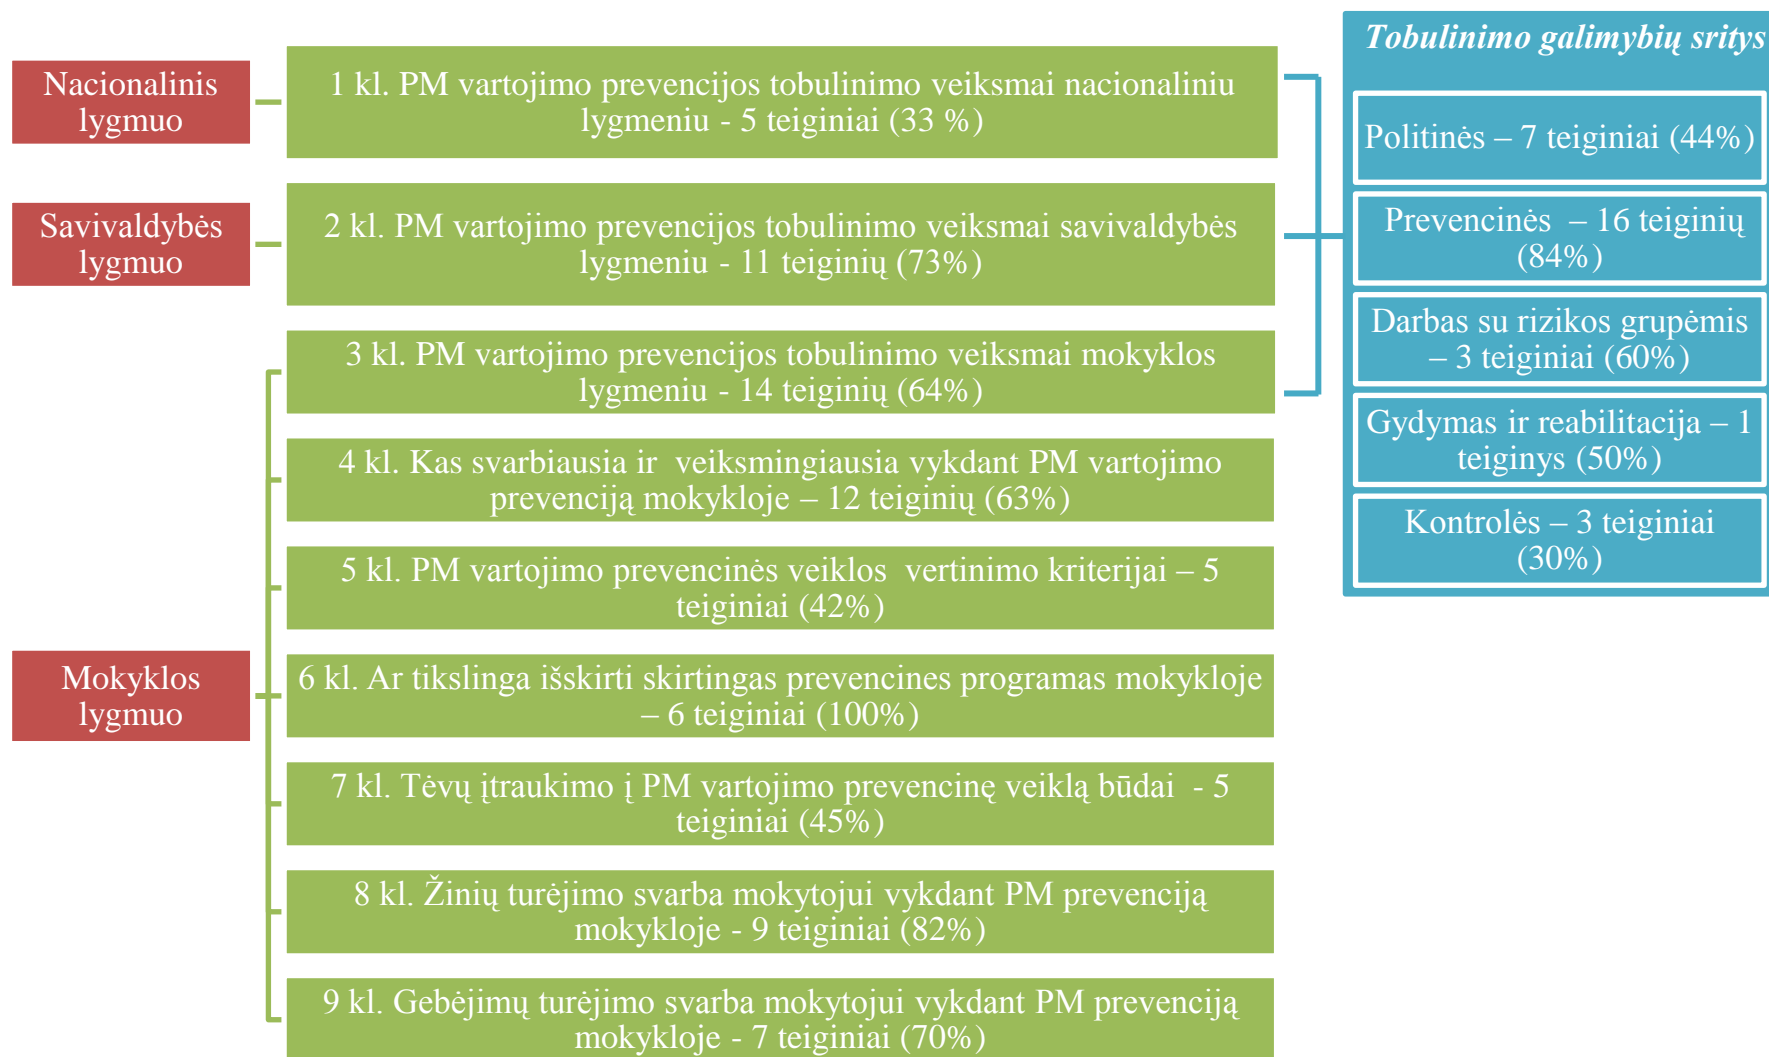 Nacionalinis
lygmuo
1 kl. PM vartojimo prevencijos tobulinimo veiksmai nacionaliniu
lygmeniu - 5 teiginiai (33 %)
Savivaldybės
lygmuo
2 kl. PM vartojimo prevencijos tobulinimo veiksmai savivaldybės
lygmeniu - 11 teiginių (73%)
Mokyklos
lygmuo
3 kl. PM vartojimo prevencijos tobulinimo veiksmai mokyklos
lygmeniu - 14 teiginių (64%)
4 kl. Kas svarbiausia ir veiksmingiausia vykdant PM vartojimo
prevenciją mokykloje – 12 teiginių (63%)
5 kl. PM vartojimo prevencinės veiklos vertinimo kriterijai – 5
teiginiai (42%)
6 kl. Ar tikslinga išskirti skirtingas prevencines programas mokykloje
– 6 teiginiai (100%)
7 kl. Tėvų įtraukimo į PM vartojimo prevencinę veiklą būdai - 5
teiginiai (45%)
8 kl. Žinių turėjimo svarba mokytojui vykdant PM prevenciją
mokykloje - 9 teiginiai (82%)
9 kl. Gebėjimų turėjimo svarba mokytojui vykdant PM prevenciją
mokykloje - 7 teiginiai (70%)
Tobulinimo galimybių sritys
Politinės – 7 teiginiai (44%)
Prevencinės – 16 teiginių
(84%)
Darbas su rizikos grupėmis
– 3 teiginiai (60%)
Gydymas ir reabilitacija – 1
teiginys (50%)
Kontrolės – 3 teiginiai
(30%)